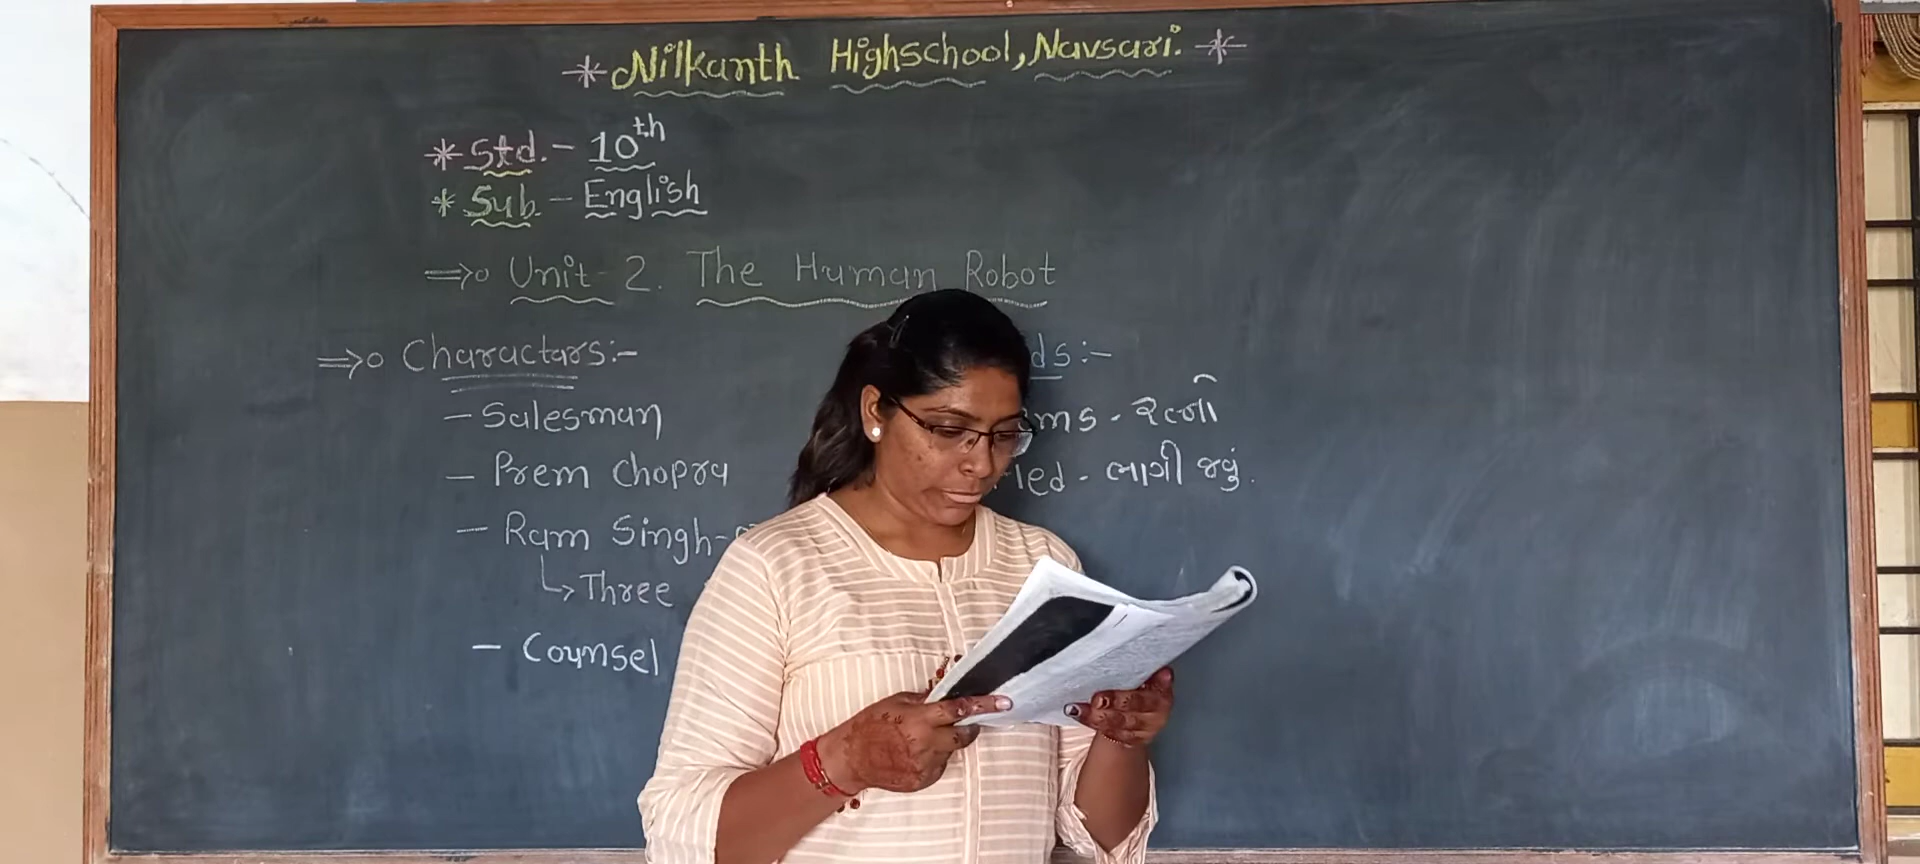 * Nilkanth Highschool, Navsari. *
* Std. - 10th
* Sub. - English
⇒o Unit-2. The Human Robot
⇒o Charactars:-
- Salesman
- Prem Chopra
- Ram Singh-
↳ Three
- Counsel
ds:-
ms - રત્નો
led - ભાગી જવું.